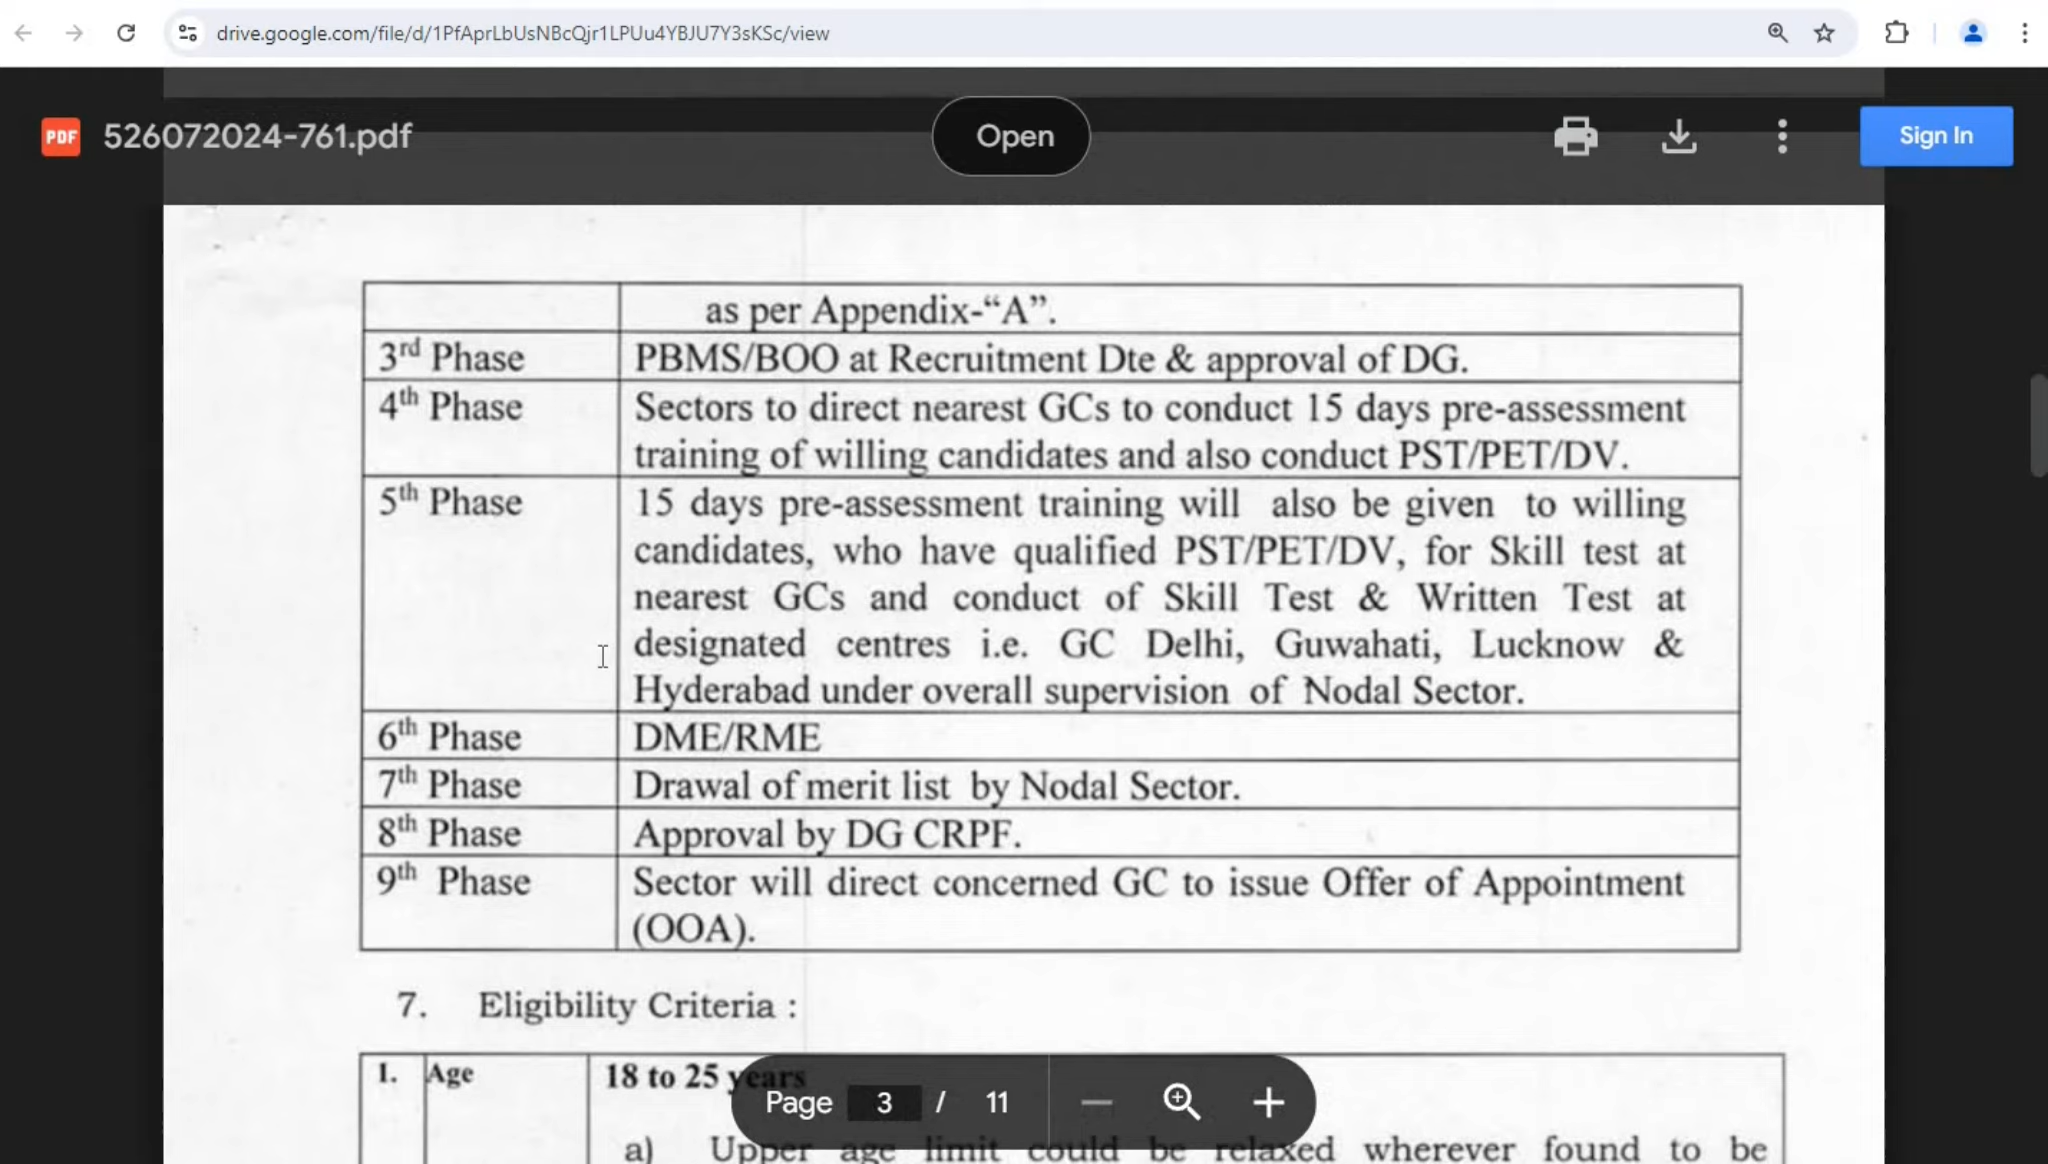 drive.google.com/file/d/1PfAprLbUsNBcQjr1LPUu4YBJU7Y3sKSc/view
PDF 526072024-761.pdf
Open
Sign In
as per Appendix-“A”.
3rd Phase PBMS/BOO at Recruitment Dte & approval of DG.
4th Phase Sectors to direct nearest GCs to conduct 15 days pre-assessment
training of willing candidates and also conduct PST/PET/DV.
5th Phase 15 days pre-assessment training will also be given to willing
candidates, who have qualified PST/PET/DV, for Skill test at
nearest GCs and conduct of Skill Test & Written Test at
designated centres i.e. GC Delhi, Guwahati, Lucknow &
Hyderabad under overall supervision of Nodal Sector.
6th Phase DME/RME
7th Phase Drawal of merit list by Nodal Sector.
8th Phase Approval by DG CRPF.
9th Phase Sector will direct concerned GC to issue Offer of Appointment
(OOA).
7. Eligibility Criteria :
I. Age 18 to 25 years
Page 3 / 11
a) Upper age limit could be relaxed wherever found to be